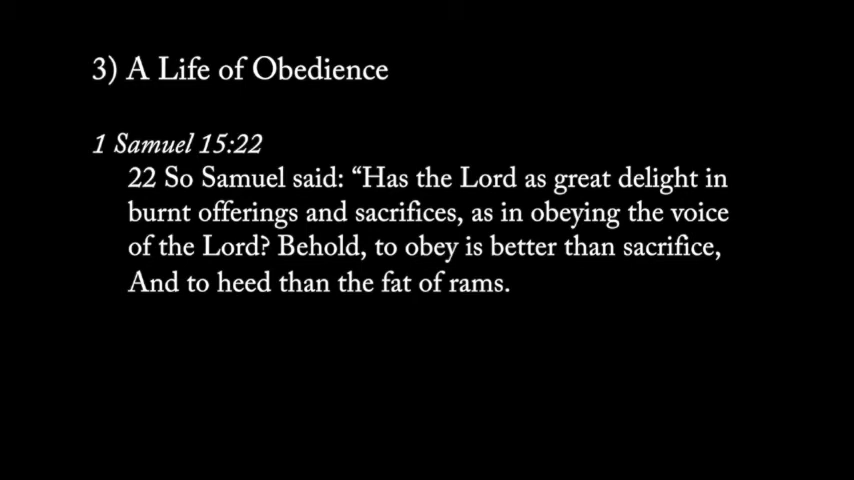 3) A Life of Obedience
1 Samuel 15:22
22 So Samuel said: “Has the Lord as great delight in
burnt offerings and sacrifices, as in obeying the voice
of the Lord? Behold, to obey is better than sacrifice,
And to heed than the fat of rams.